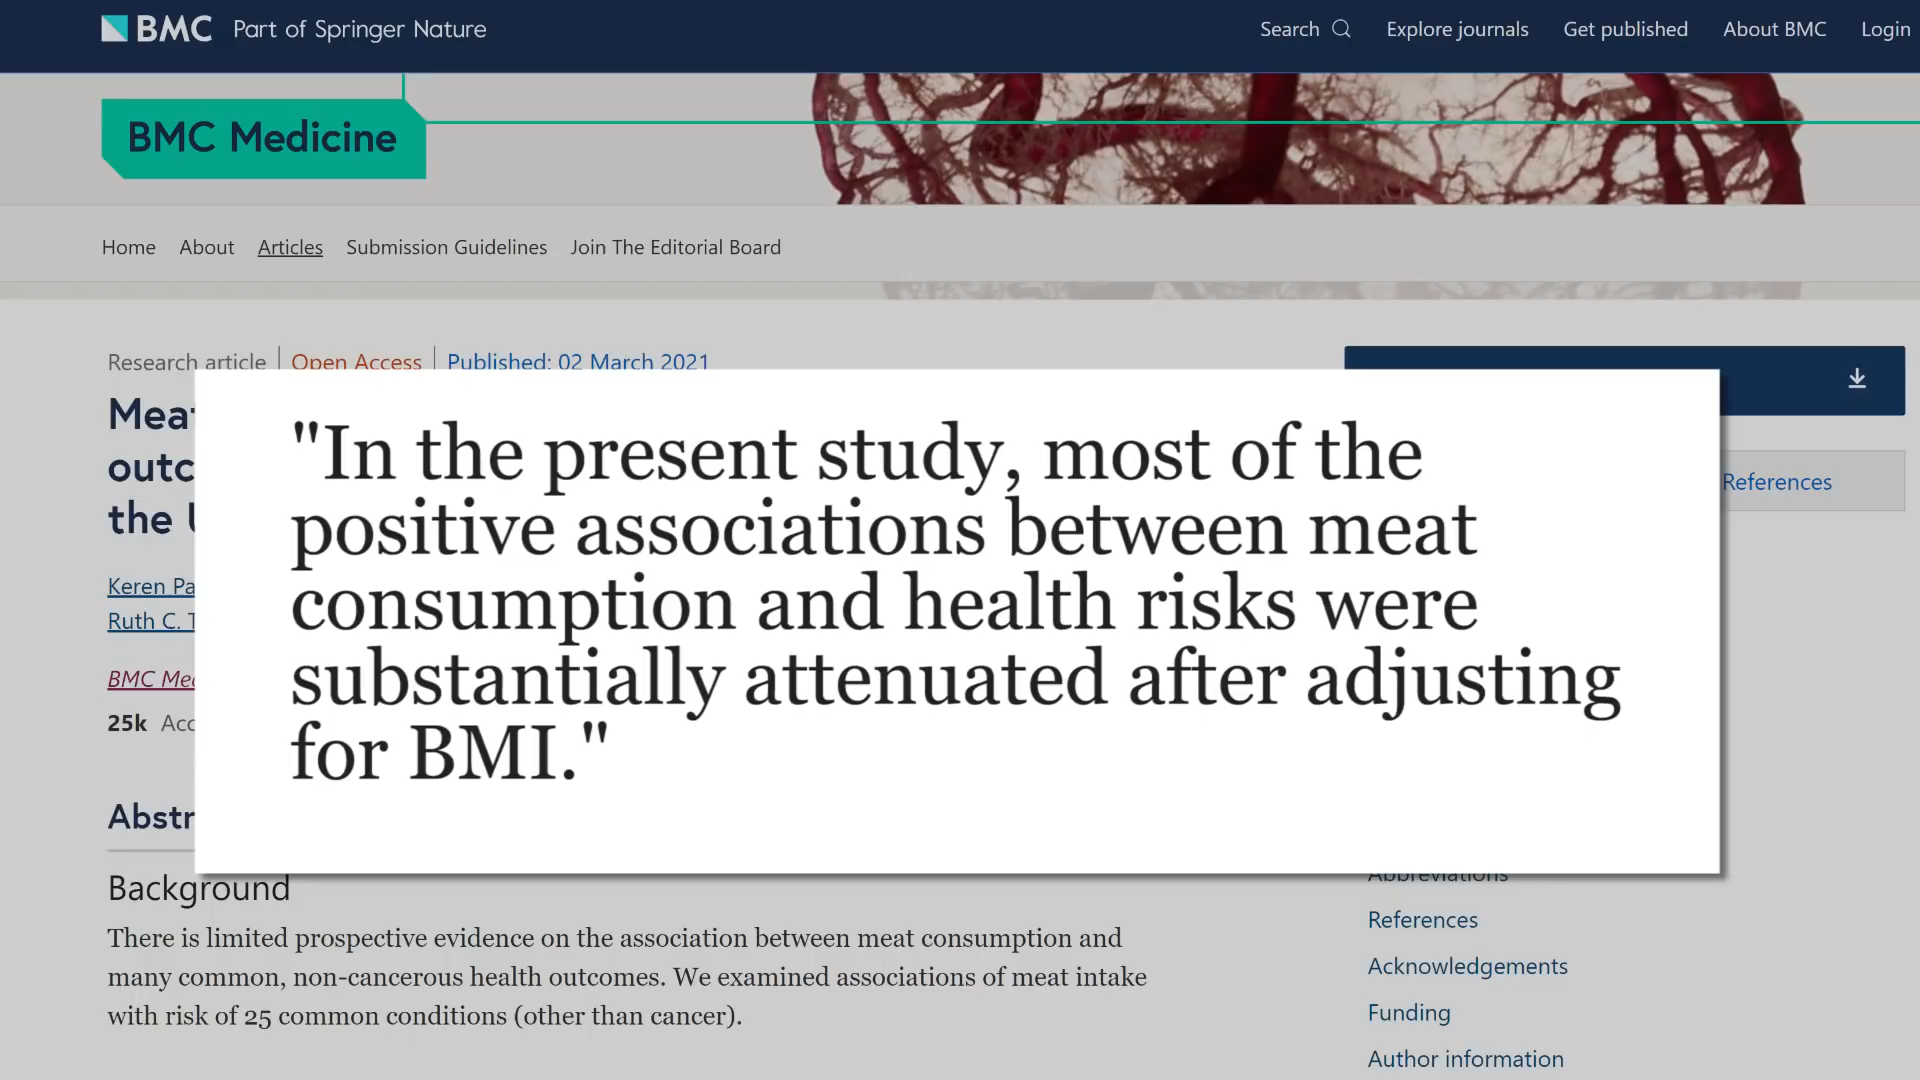 BMC Part of Springer Nature
Search Explore journals Get published About BMC Login
BMC Medicine
Home About Articles Submission Guidelines Join The Editorial Board
Research article Open Access Published: 02 March 2021
the
References
Keren
Ruth C.
BMC
25k
"In the present study, most of the
positive associations between meat
consumption and health risks were
substantially attenuated after adjusting
for BMI."
Background
There is limited prospective evidence on the association between meat consumption and
many common, non-cancerous health outcomes. We examined associations of meat intake
with risk of 25 common conditions (other than cancer).
Abbreviations
References
Acknowledgements
Funding
Author information